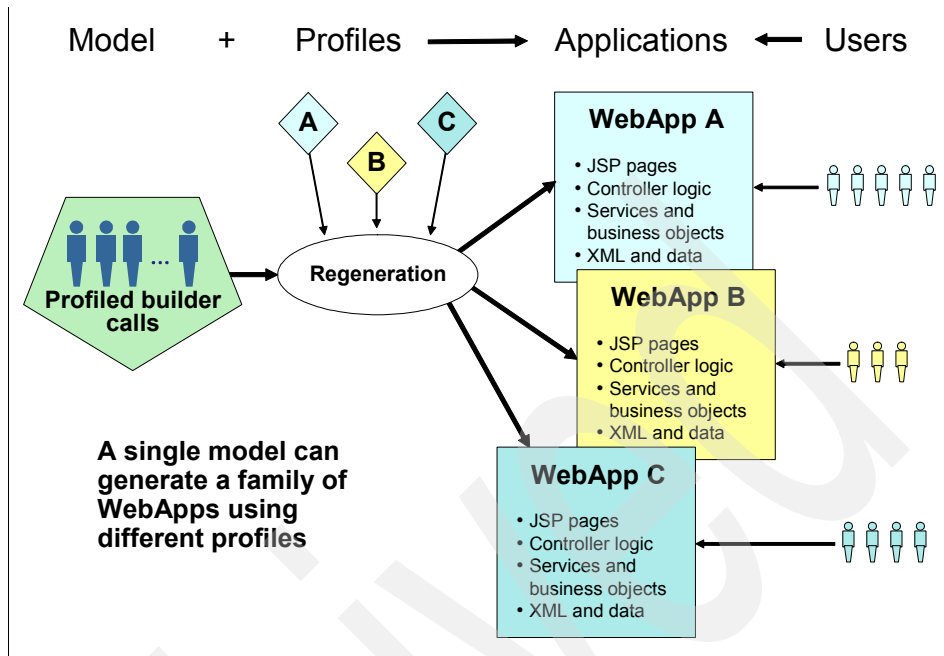 Model + Profiles Applications Users
A
B
C
Profiled builder
calls
...
Regeneration
WebApp A
• JSP pages
• Controller logic
• Services and
business objects
• XML and data
WebApp B
• JSP pages
• Controller logic
• Services and
business objects
• XML and data
WebApp C
• JSP pages
• Controller logic
• Services and
business objects
• XML and data
A single model can
generate a family of
WebApps using
different profiles